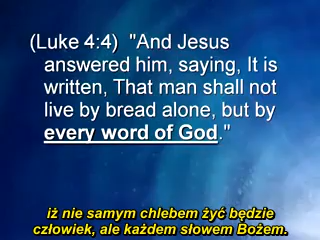 (Luke 4:4)  "And Jesus
answered him, saying, It is
written, That man shall not
live by bread alone, but by
every word of God."
iż nie samym chlebem żyć będzie
człowiek, ale każdem słowem Bożem.